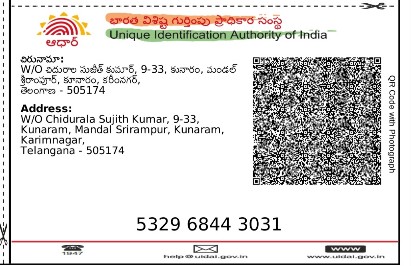 భారత విశిష్ట గుర్తింపు ప్రాధికార సంస్థ
Unique Identification Authority of India
ఆధార్
చిరునామా:
W/O చిదురాల సుజీత్ కుమార్, 9-33, కునారం, మండల్
శ్రీరాంపూర్, కూనారం, కరీంనగర్,
తెలంగాణ - 505174
Address:
W/O Chidurala Sujith Kumar, 9-33,
Kunaram, Mandal Srirampur, Kunaram,
Karimnagar,
Telangana - 505174
QR Code with Photograph
5329 6844 3031
1947
help@uidai.gov.in
www
www.uidai.gov.in